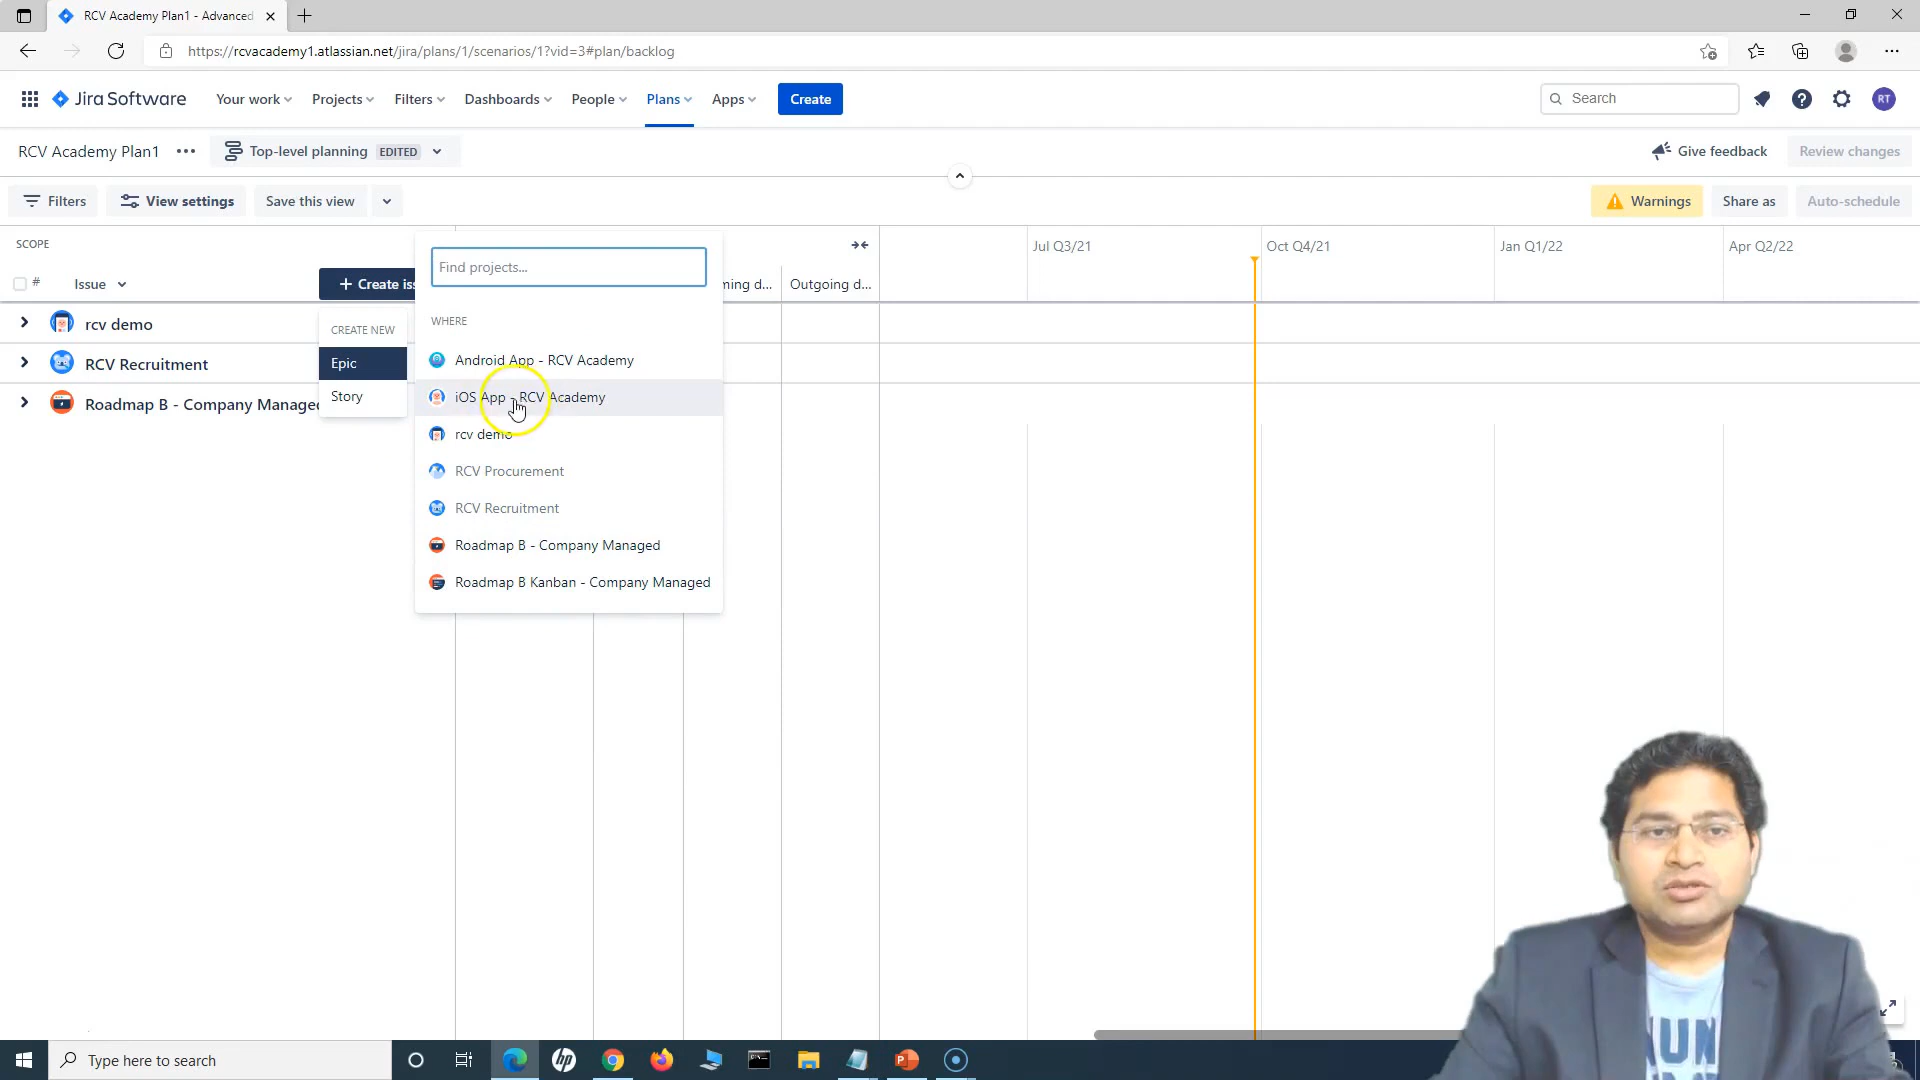 RCV Academy Plan1 - Advanced
https://rcvacademy1.atlassian.net/jira/plans/1/scenarios/1?vid=3#plan/backlog
Jira Software Your work Projects Filters Dashboards People Plans Apps Create Search RT
RCV Academy Plan1 Top-level planning EDITED Give feedback Review changes
Filters View settings Save this view Warnings Share as Auto-schedule
SCOPE Jul Q3/21 Oct Q4/21 Jan Q1/22 Apr Q2/22
Find projects...
# Issue + Create iss ming d... Outgoing d...
rcv demo
RCV Recruitment
Roadmap B - Company Managed
CREATE NEW
Epic
Story
WHERE
Android App - RCV Academy
iOS App - RCV Academy
rcv demo
RCV Procurement
RCV Recruitment
Roadmap B - Company Managed
Roadmap B Kanban - Company Managed
Type here to search
hp